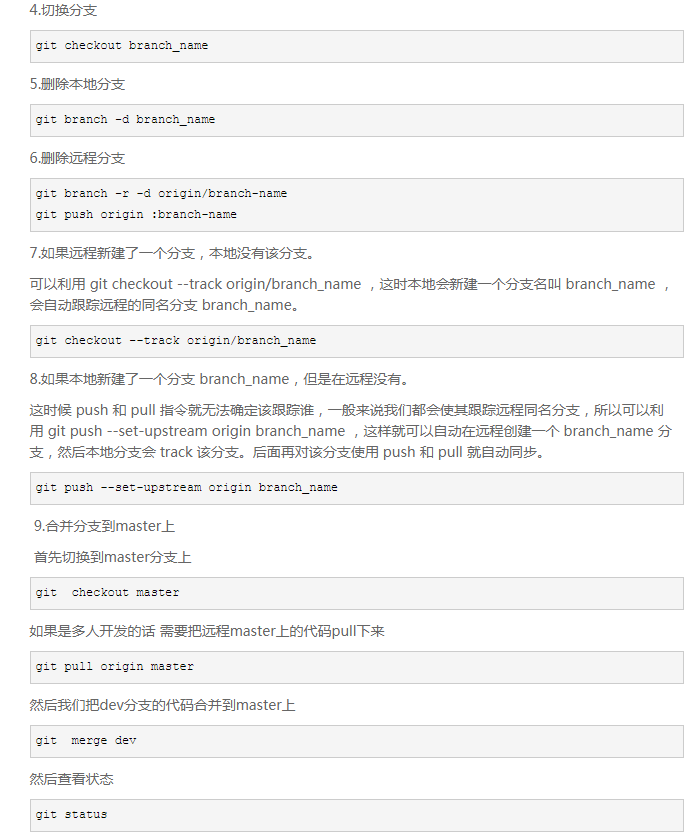 4.切换分支
git checkout branch_name
5.删除本地分支
git branch -d branch_name
6.删除远程分支
git branch -r -d origin/branch-name
git push origin :branch-name
7.如果远程新建了一个分支，本地没有该分支。
可以利用 git checkout --track origin/branch_name ，这时本地会新建一个分支名叫 branch_name ，
会自动跟踪远程的同名分支 branch_name。
git checkout --track origin/branch_name
8.如果本地新建了一个分支 branch_name，但是在远程没有。
这时候 push 和 pull 指令就无法确定该跟踪谁，一般来说我们都会使其跟踪远程同名分支，所以可以利
用 git push --set-upstream origin branch_name ，这样就可以自动在远程创建一个 branch_name 分
支，然后本地分支会 track 该分支。后面再对该分支使用 push 和 pull 就自动同步。
git push --set-upstream origin branch_name
9.合并分支到master上
首先切换到master分支上
git  checkout master
如果是多人开发的话 需要把远程master上的代码pull下来
git pull origin master
然后我们把dev分支的代码合并到master上
git  merge dev
然后查看状态
git status